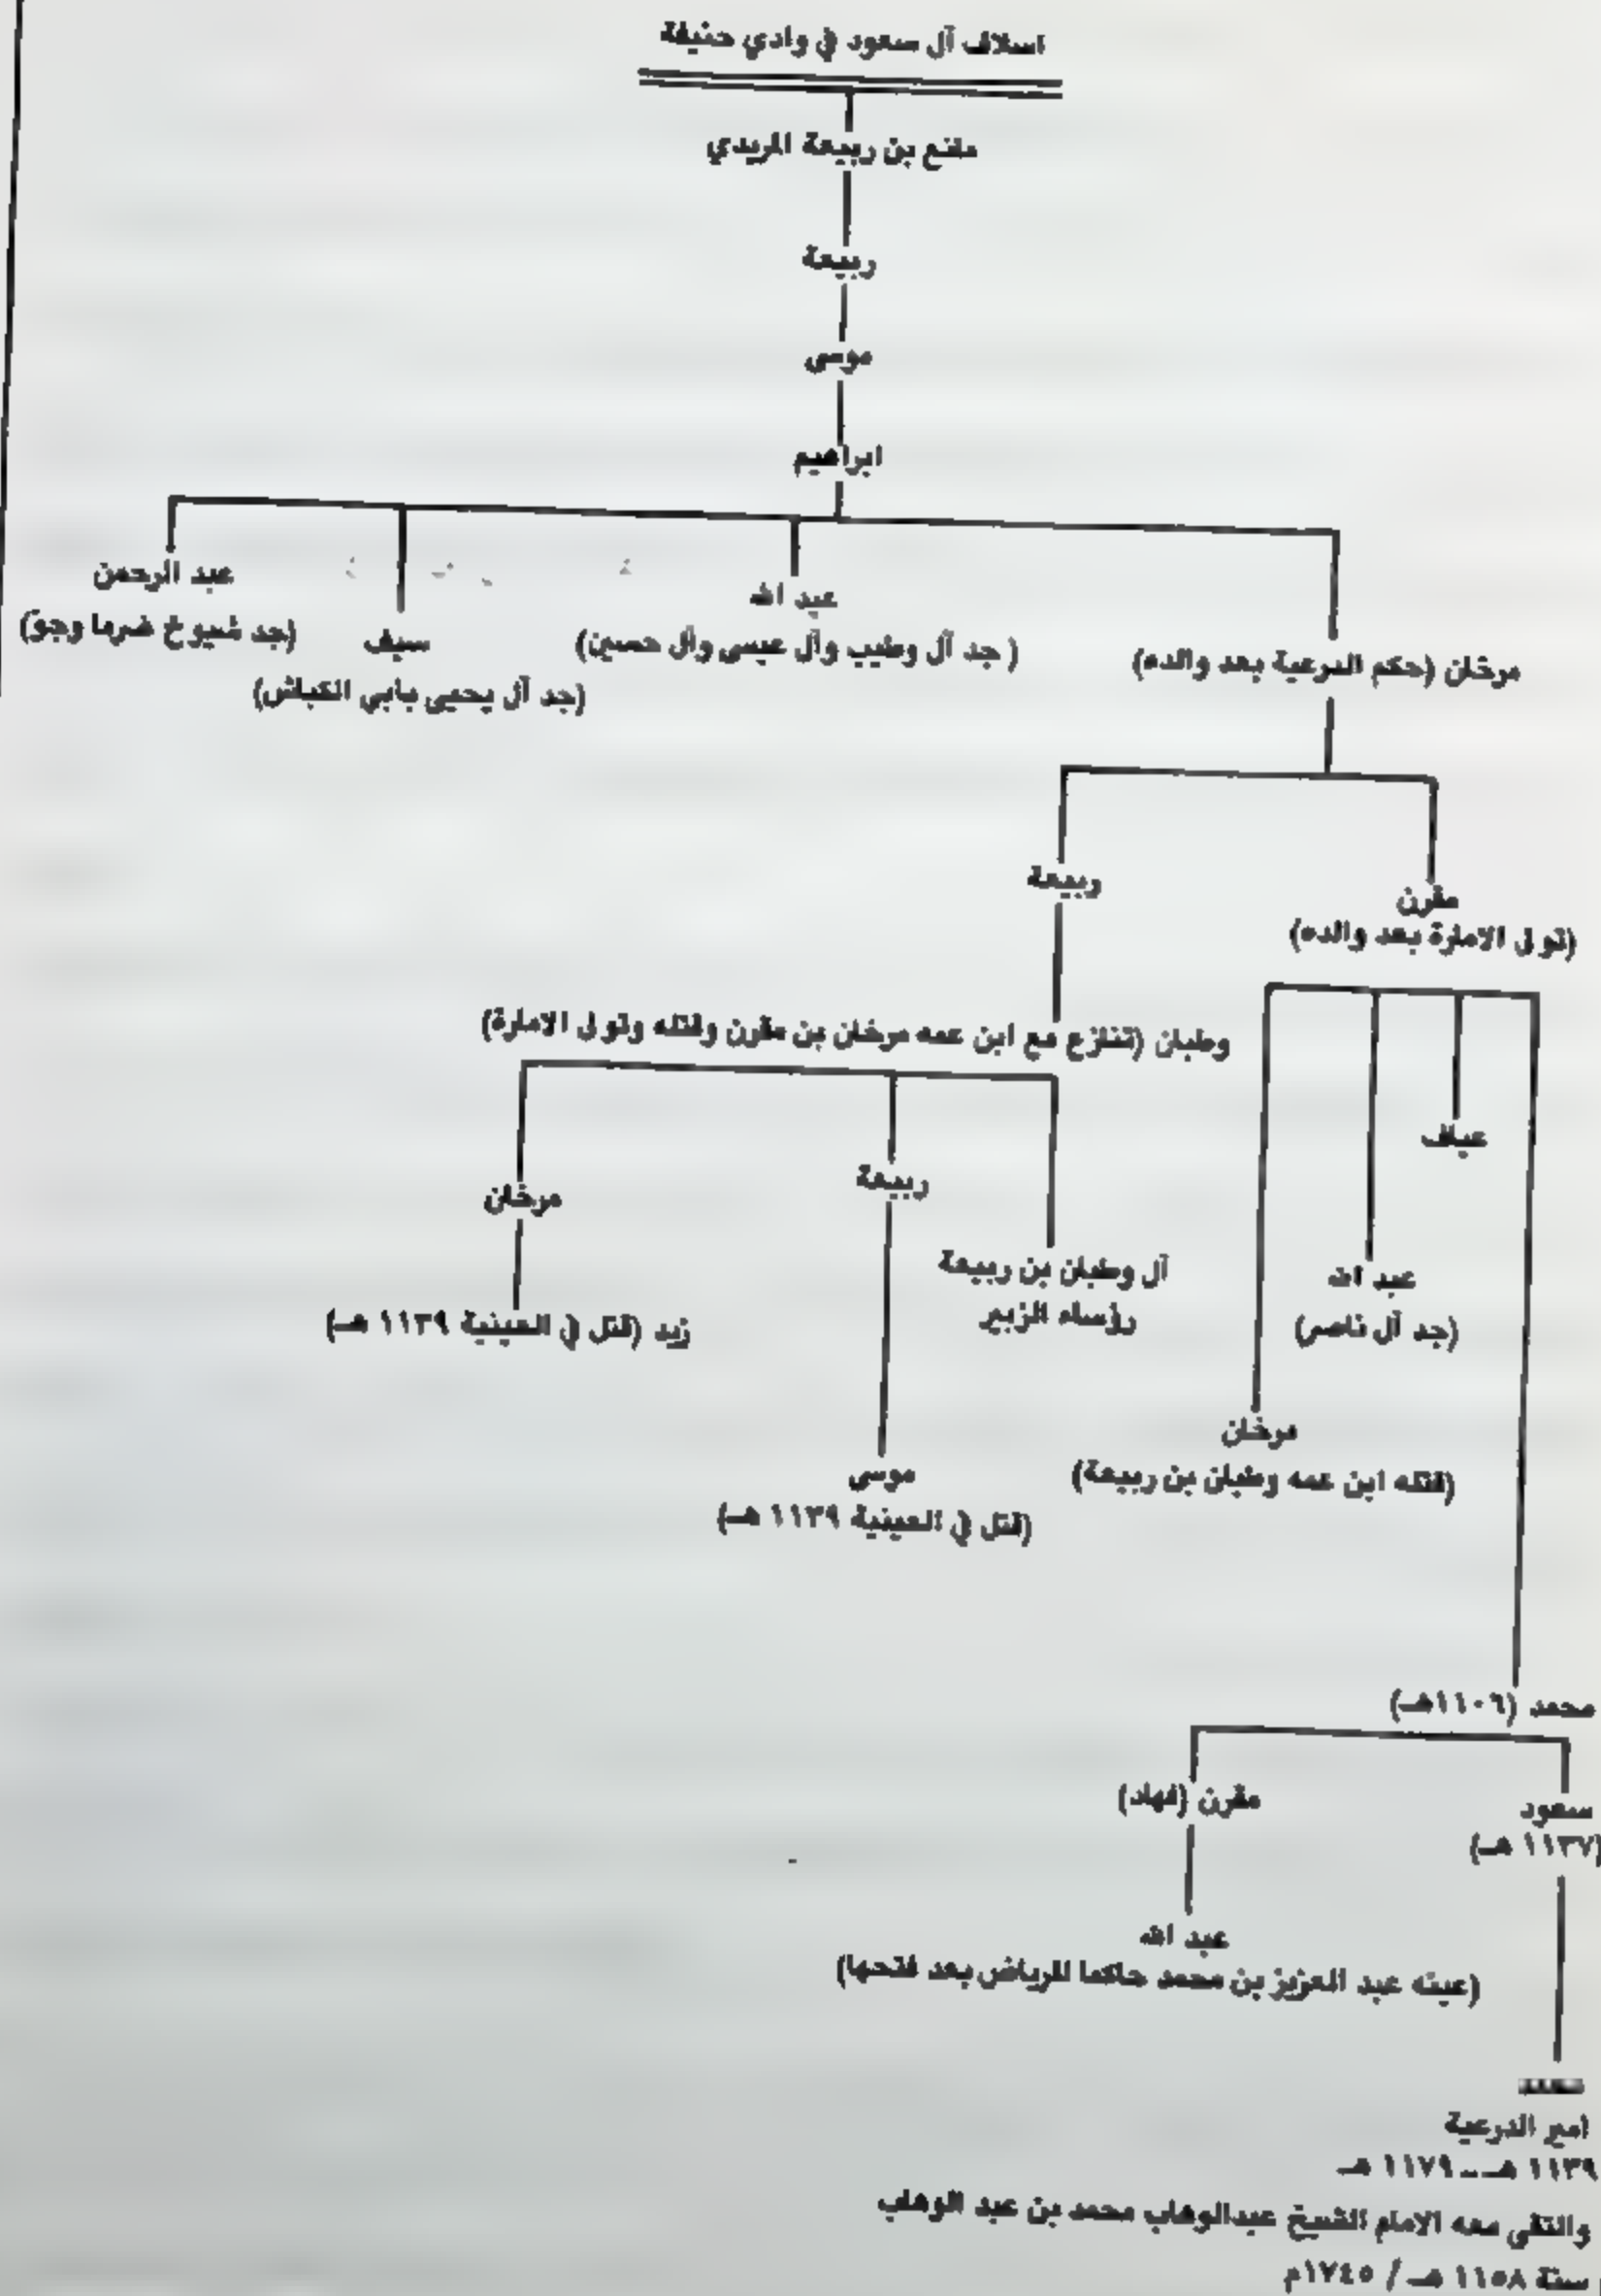 اسلاف آل سعود في وادي حنيفة
مانع بن ربيعة المريدي
ربيعة
موسى
ابراهيم
مرخان (حكم الدرعية بعد والده)
عبد الله
( جد آل وطيب وآل عيسى وآل حسين)
سيف
(جد آل يحيى بابي الكباش)
عبد الرحمن
(جد شيوخ ضرما وجو)
مقرن
(تولى الامارة بعد والده)
ربيعة
وطبان (تنازع مع ابن عمه مرخان بن مقرن وقتله وتولى الامارة)
عياف
ربيعة
مرخان
آل وطبان بن ربيعة
رؤساء الزبير
عبد الله
(جد آل ناصر)
زيد (قتل في العينية ١١٣٩ هـ)
مرخان
(قتله ابن عمه وطبان بن ربيعة)
موسى
(قتل في العينية ١١٣٩ هـ)
محمد (١١٠٦هـ)
سعود
(١١٣٧ هـ)
مقرن (فهاد)
عبد الله
(عينه عبد العزيز بن محمد حاكما للرياض بعد فتحها)
امير الدرعية
١١٣٩ هـ ــ ١١٧٩ هـ
والتقى معه الامام الشيخ عبدالوهاب محمد بن عبد الوهاب
سنة ١١٥٨ هـ / ١٧٤٥م